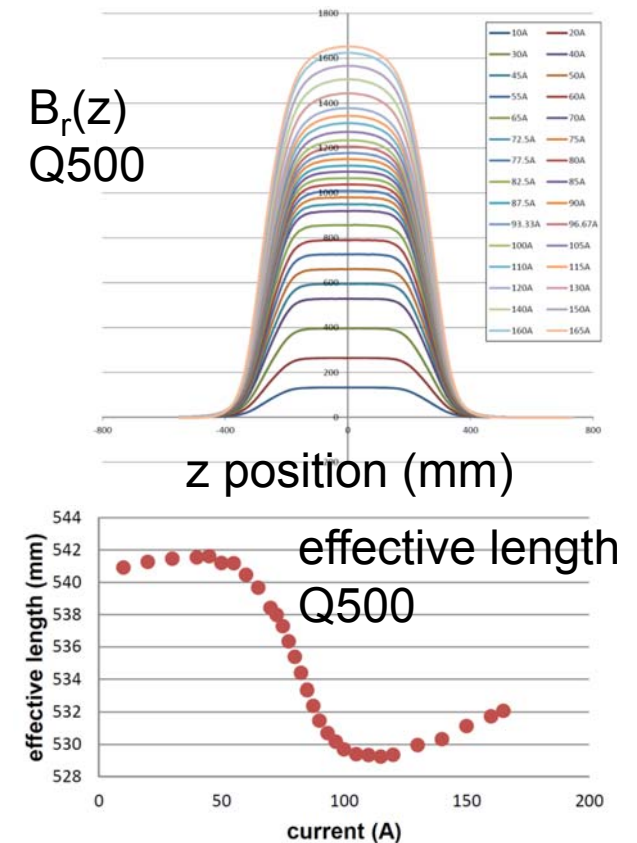 1800
1600
1400
1200
1000
800
600
400
200
0
-800 -400 0 400 800
B_r(z)
Q500
10A 20A
30A 40A
45A 50A
55A 60A
65A 70A
72.5A 75A
77.5A 80A
82.5A 85A
87.5A 90A
93.33A 96.67A
100A 105A
110A 115A
120A 130A
140A 150A
160A 165A
z position (mm)
effective length
Q500
effective length (mm)
544
542
540
538
536
534
532
530
528
0 50 100 150 200
current (A)